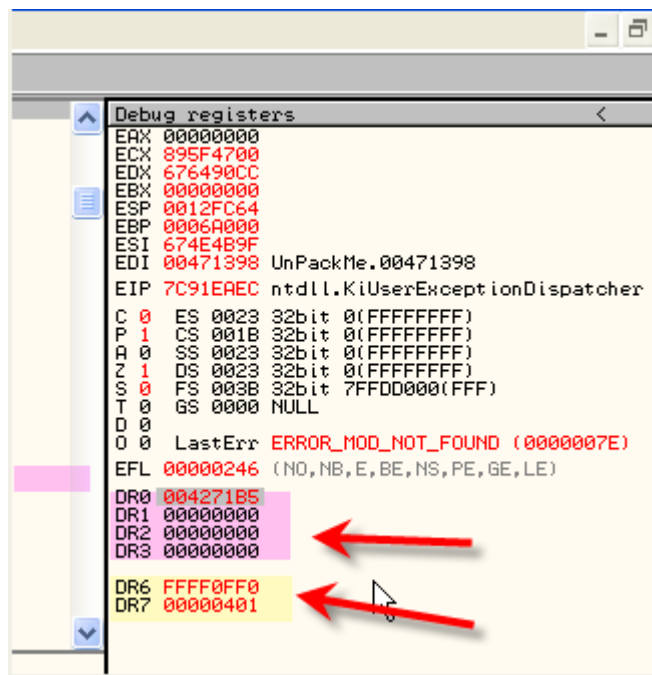 Debug registers <
EAX 00000000
ECX 895F4700
EDX 676490CC
EBX 00000000
ESP 0012FC64
EBP 0006A000
ESI 674E4B9F
EDI 00471398 UnPackMe.00471398
EIP 7C91EAEC ntdll.KiUserExceptionDispatcher
C 0 ES 0023 32bit 0(FFFFFFFF)
P 1 CS 001B 32bit 0(FFFFFFFF)
A 0 SS 0023 32bit 0(FFFFFFFF)
Z 1 DS 0023 32bit 0(FFFFFFFF)
S 0 FS 003B 32bit 7FFDD000(FFF)
T 0 GS 0000 NULL
D 0
O 0 LastErr ERROR_MOD_NOT_FOUND (0000007E)
EFL 00000246 (NO,NB,E,BE,NS,PE,GE,LE)
DR0 004271B5
DR1 00000000
DR2 00000000
DR3 00000000
DR6 FFFF0FF0
DR7 00000401